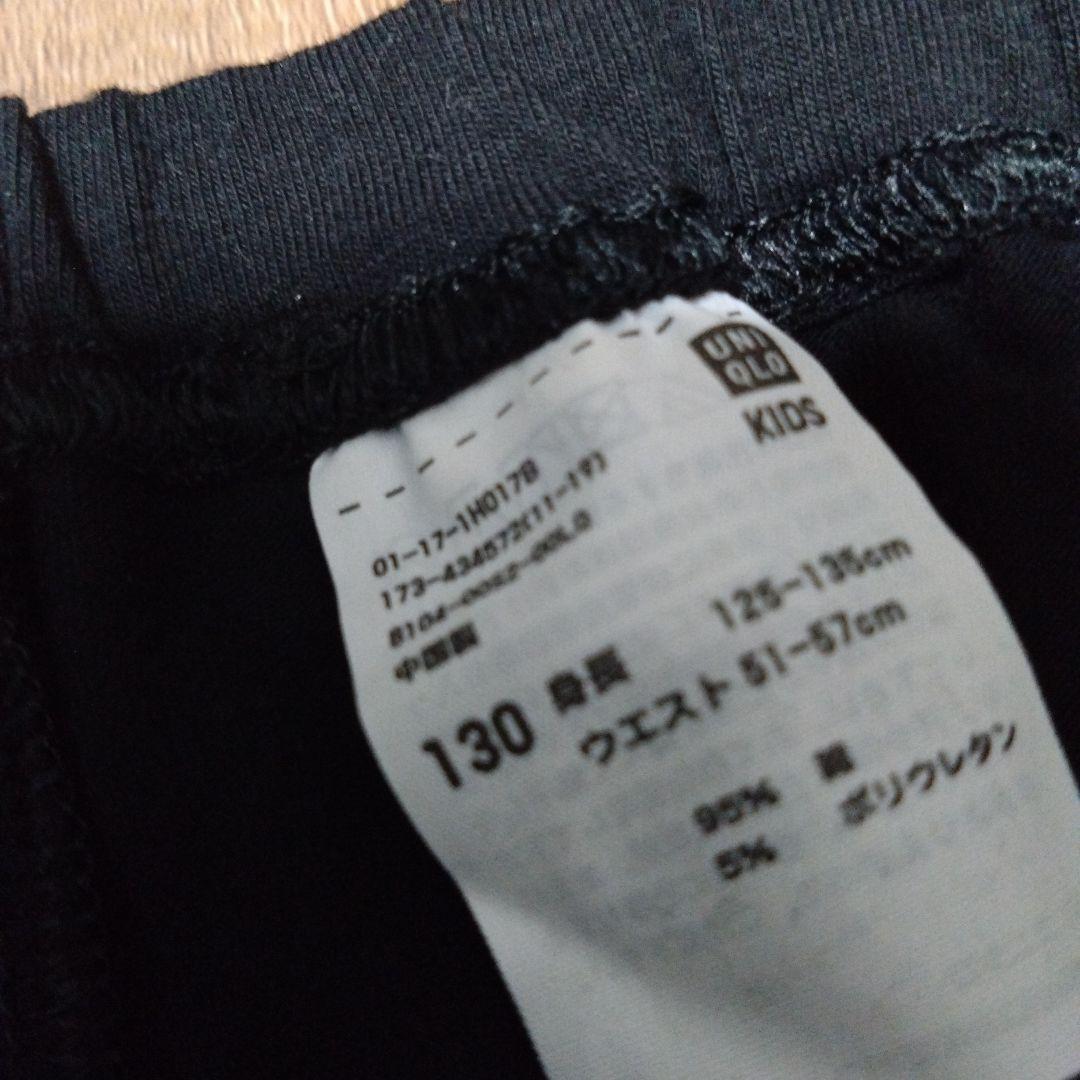 UNI
QLO
KIDS
01-17-1H017B
173-434572(11-19)
中国製
130 身長 125-135cm
ウエスト 51-57cm
95% 綿
5% ポリウレタン